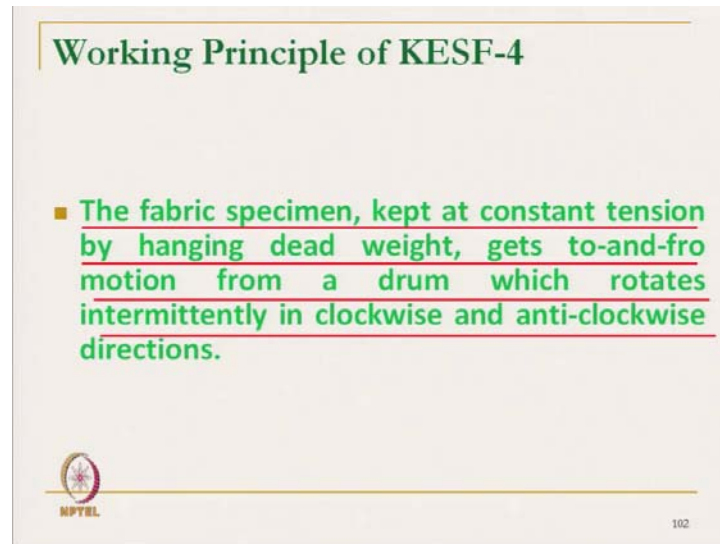 Working Principle of KESF-4
The fabric specimen, kept at constant tension
by hanging dead weight, gets to-and-fro
motion from a drum which rotates
intermittently in clockwise and anti-clockwise
directions.
NPTEL
102